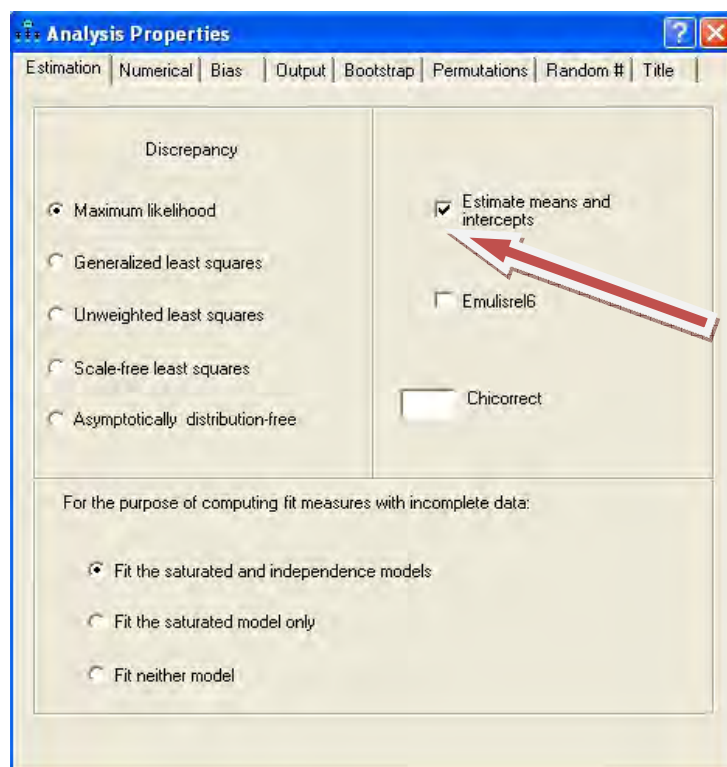 Analysis Properties
Estimation Numerical Bias Output Bootstrap Permutations Random # Title
Discrepancy
Maximum likelihood
Generalized least squares
Unweighted least squares
Scale-free least squares
Asymptotically distribution-free
Estimate means and
intercepts
Emulisrel6
Chicorrect
For the purpose of computing fit measures with incomplete data:
Fit the saturated and independence models
Fit the saturated model only
Fit neither model